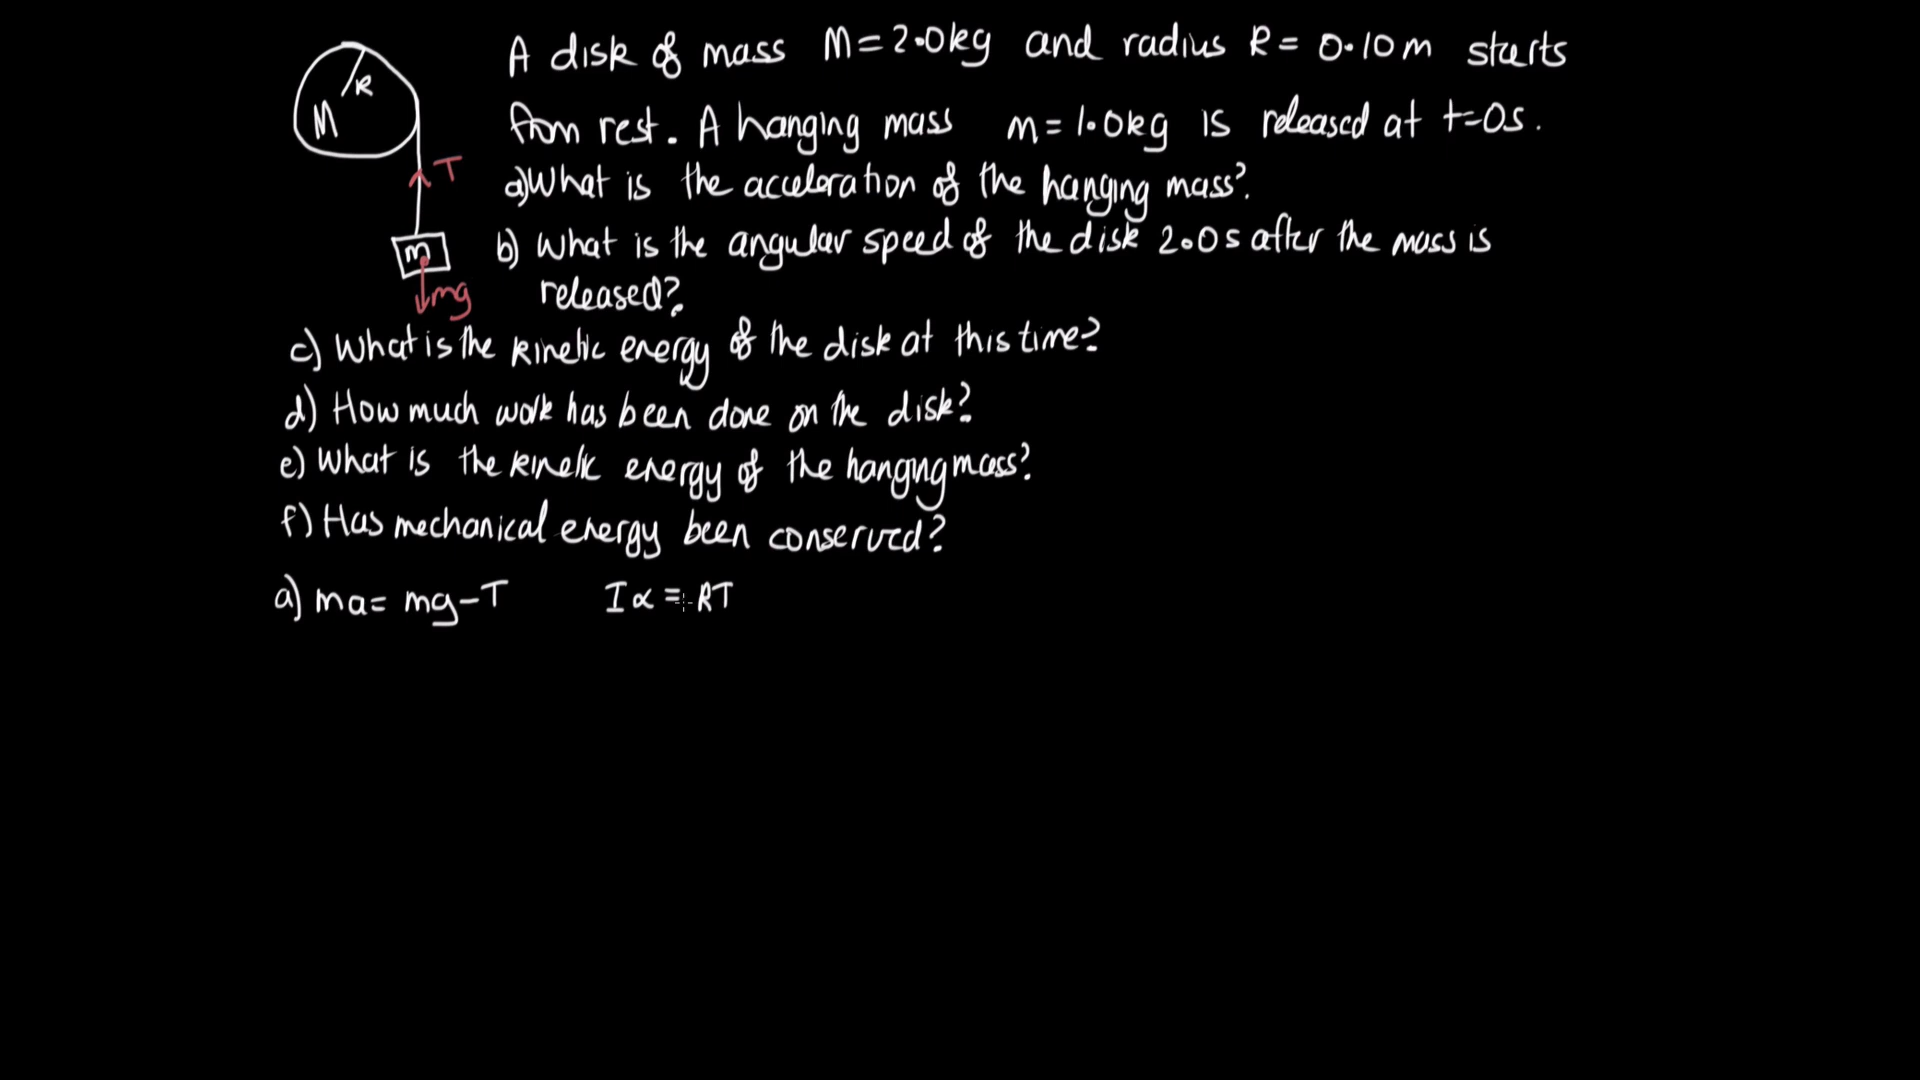 A disk of mass M=2.0kg and radius R=0.10m starts
M R
from rest. A hanging mass m=1.0kg is released at t=0s.
T
a) What is the acceleration of the hanging mass?
m
b) What is the angular speed of the disk 2.0s after the mass is
mg
released?
c) What is the kinetic energy of the disk at this time?
d) How much work has been done on the disk?
e) What is the kinetic energy of the hanging mass?
f) Has mechanical energy been conserved?
a) ma= mg-T Iα = RT